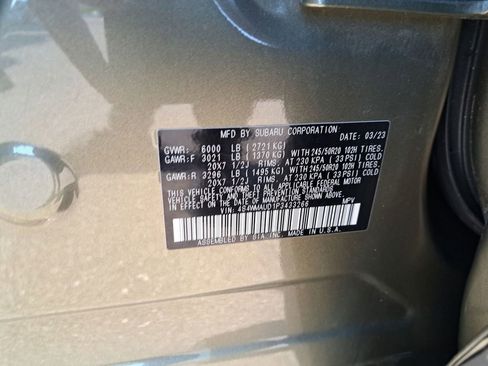 MFD BY SUBARU CORPORATION DATE: 03/23
GVWR: 6000 LB (2721 KG)
GAWR:F 3021 LB (1370 KG) WITH 245/50R20 102H TIRES.
20X7 1/2J RIMS. AT 230 KPA (33 PSI) COLD
GAWR:R 3296 LB (1495 KG) WITH 245/50R20 102H TIRES.
20X7 1/2J RIMS. AT 230 KPA (33 PSI) COLD
THIS VEHICLE CONFORMS TO ALL APPLICABLE FEDERAL MOTOR
VEHICLE SAFETY AND THEFT PREVENTION STANDARDS IN
EFFECT ON THE DATE OF MANUFACTURE SHOWN ABOVE.
VIN: 4S4WMAUD1P3433266 MPV
ASSEMBLED BY SIA,INC. MADE IN U.S.A.